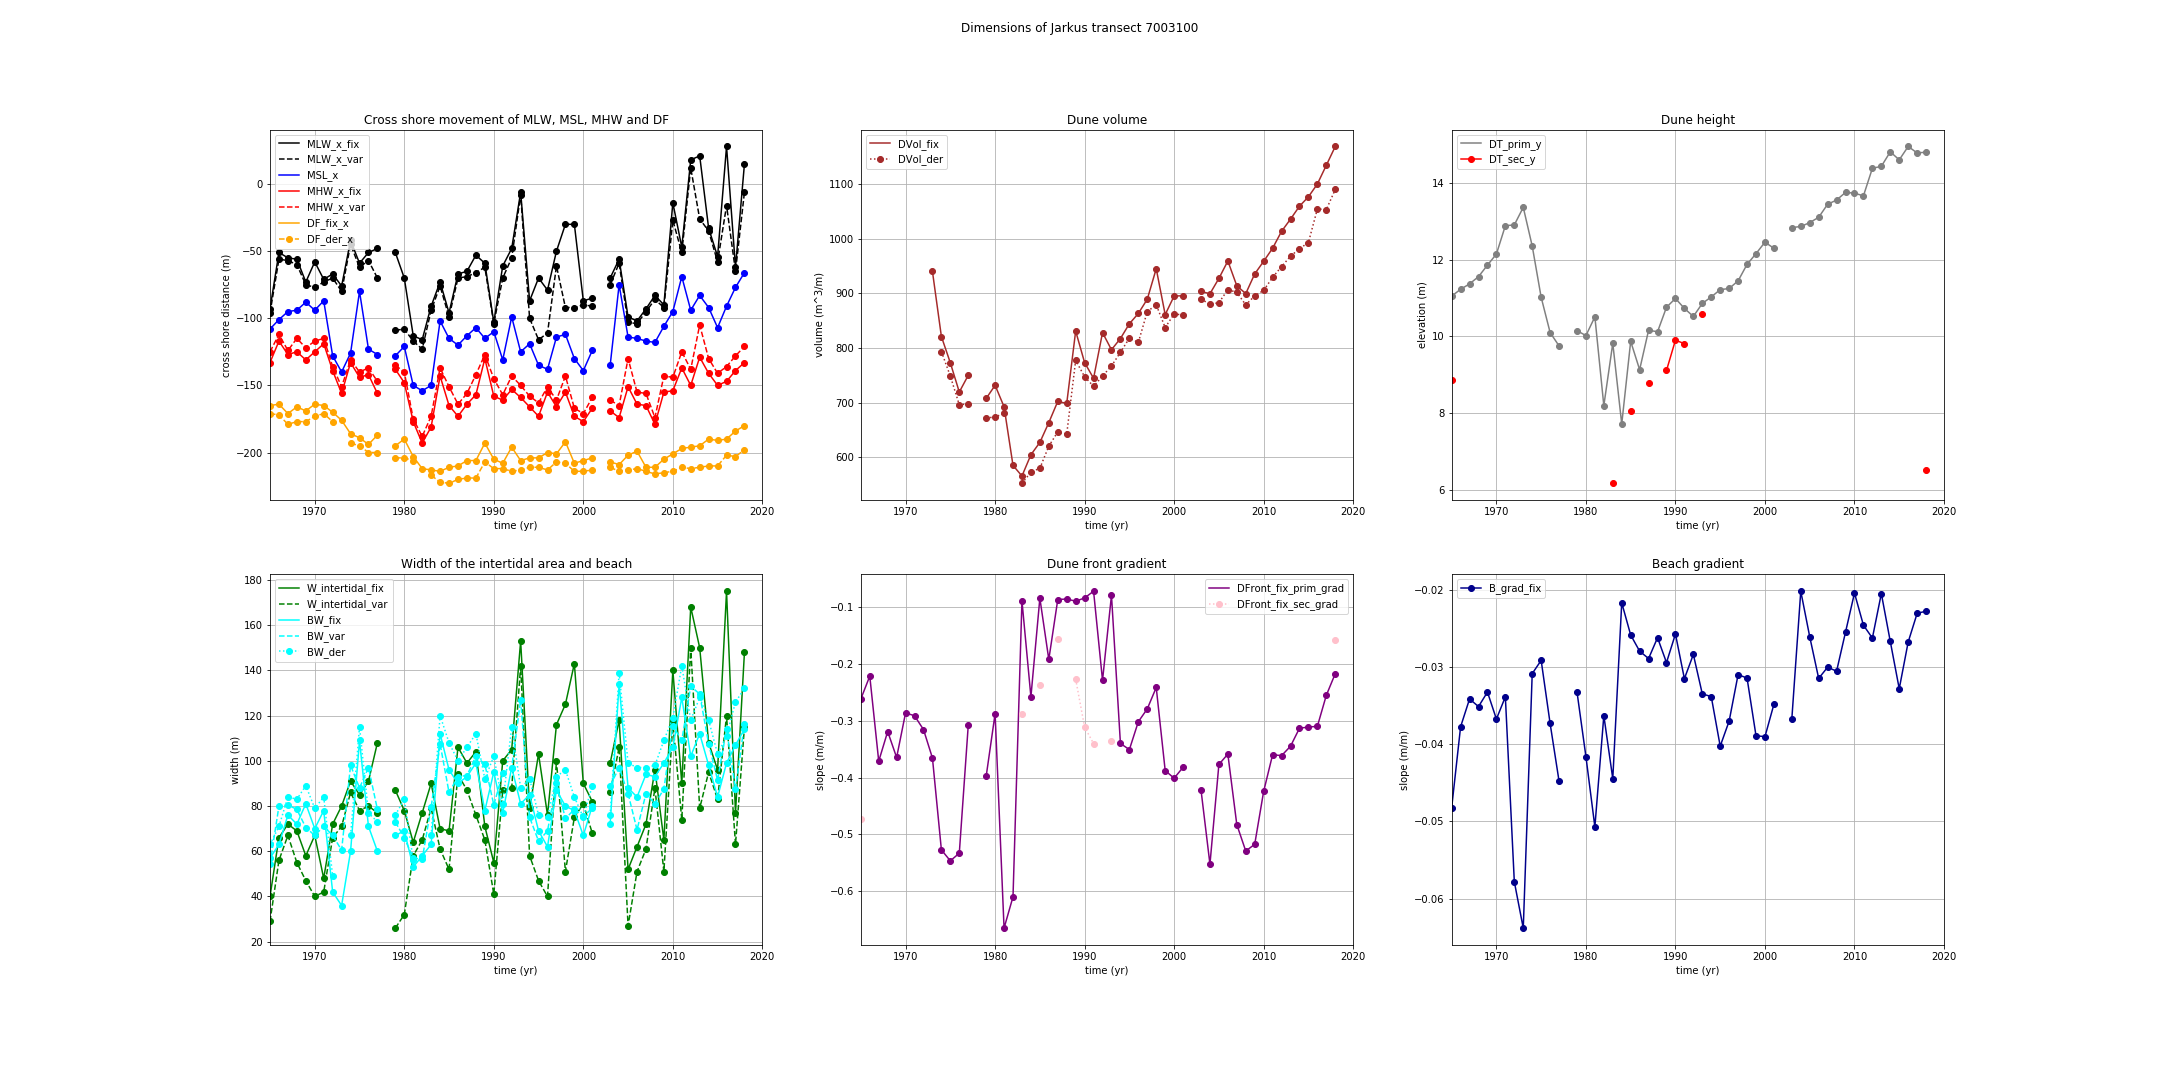 Dimensions of Jarkus transect 7003100
Cross shore movement of MLW, MSL, MHW and DF
MLW_x_fix
MLW_x_var
MSL_x
MHW_x_fix
MHW_x_var
DF_fix_x
DF_der_x
cross shore distance (m)
0
−50
−100
−150
−200
1970
1980
1990
2000
2010
2020
time (yr)
Dune volume
DVol_fix
DVol_der
volume (m^3/m)
1100
1000
900
800
700
600
1970
1980
1990
2000
2010
2020
time (yr)
Dune height
DT_prim_y
DT_sec_y
elevation (m)
14
12
10
8
6
1970
1980
1990
2000
2010
2020
time (yr)
Width of the intertidal area and beach
W_intertidal_fix
W_intertidal_var
BW_fix
BW_var
BW_der
width (m)
180
160
140
120
100
80
60
40
20
1970
1980
1990
2000
2010
2020
time (yr)
Dune front gradient
DFront_fix_prim_grad
DFront_fix_sec_grad
slope (m/m)
−0.1
−0.2
−0.3
−0.4
−0.5
−0.6
1970
1980
1990
2000
2010
2020
time (yr)
Beach gradient
B_grad_fix
slope (m/m)
−0.02
−0.03
−0.04
−0.05
−0.06
1970
1980
1990
2000
2010
2020
time (yr)